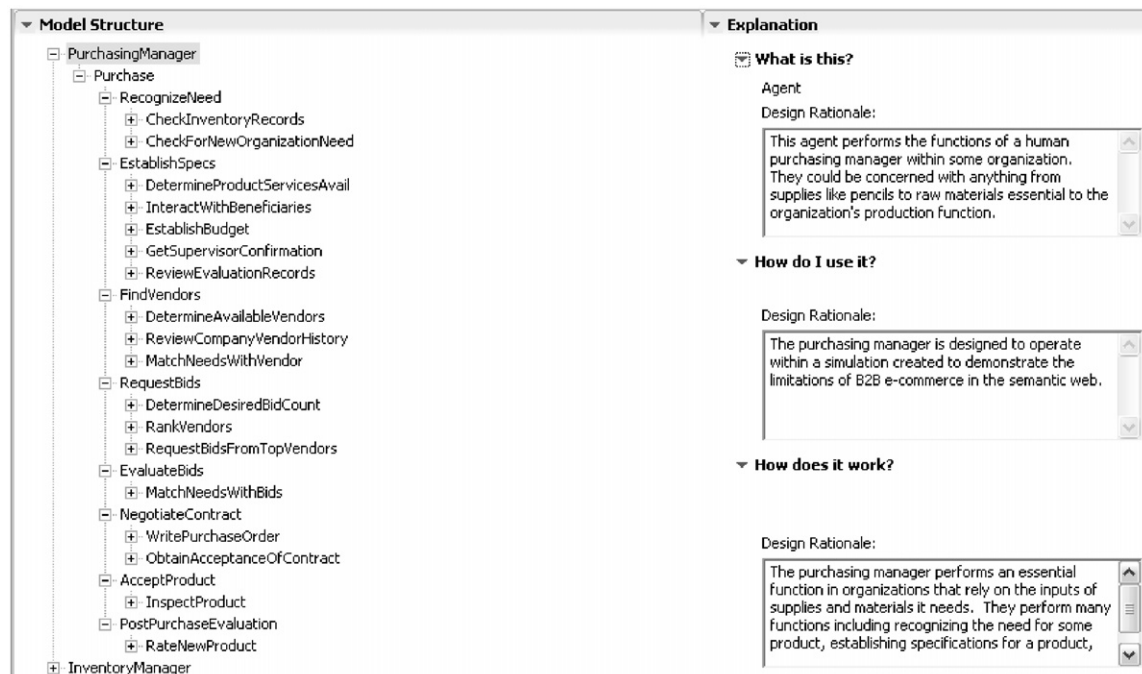 Model Structure
PurchasingManager
Purchase
RecognizeNeed
CheckInventoryRecords
CheckForNewOrganizationNeed
EstablishSpecs
DetermineProductServicesAvail
InteractWithBeneficiaries
EstablishBudget
GetSupervisorConfirmation
ReviewEvaluationRecords
FindVendors
DetermineAvailableVendors
ReviewCompanyVendorHistory
MatchNeedsWithVendor
RequestBids
DetermineDesiredBidCount
RankVendors
RequestBidsFromTopVendors
EvaluateBids
MatchNeedsWithBids
NegotiateContract
WritePurchaseOrder
ObtainAcceptanceOfContract
AcceptProduct
InspectProduct
PostPurchaseEvaluation
RateNewProduct
InventoryManager
Explanation
What is this?
Agent
Design Rationale:
This agent performs the functions of a human
purchasing manager within some organization.
They could be concerned with anything from
supplies like pencils to raw materials essential to the
organization's production function.
How do I use it?
Design Rationale:
The purchasing manager is designed to operate
within a simulation created to demonstrate the
limitations of B2B e-commerce in the semantic web.
How does it work?
Design Rationale:
The purchasing manager performs an essential
function in organizations that rely on the inputs of
supplies and materials it needs. They perform many
functions including recognizing the need for some
product, establishing specifications for a product,